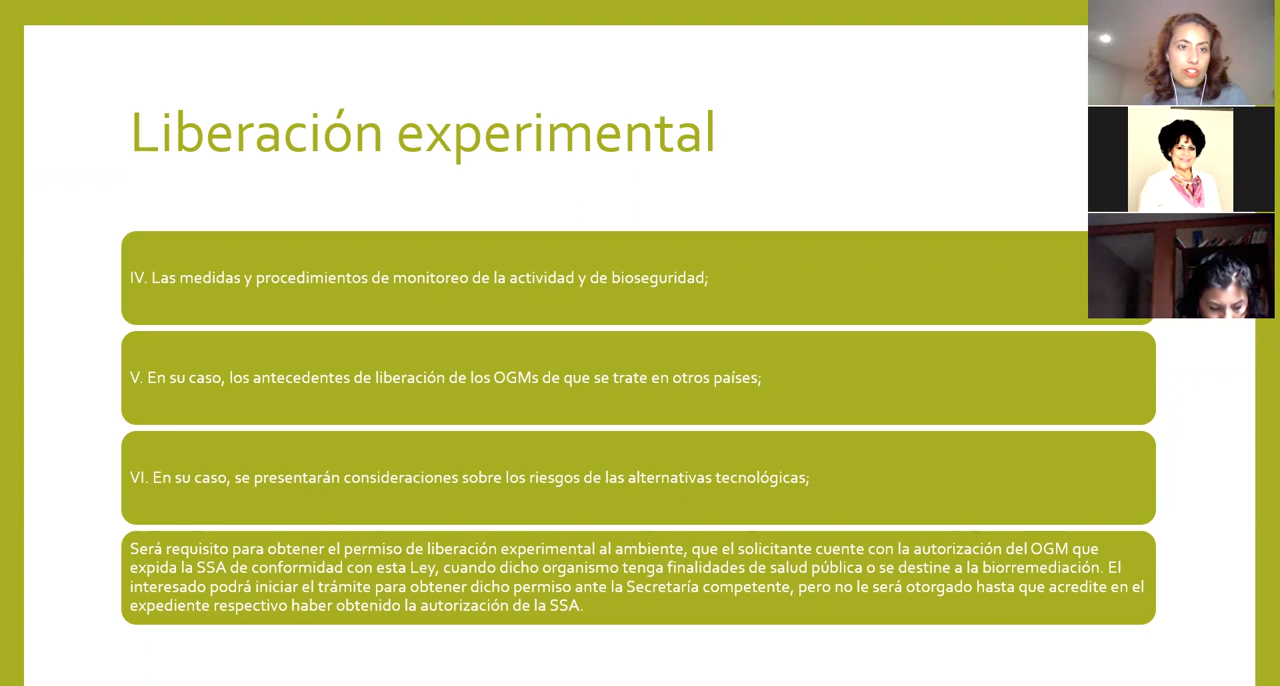 Liberación experimental
IV. Las medidas y procedimientos de monitoreo de la actividad y de bioseguridad;
V. En su caso, los antecedentes de liberación de los OGMs de que se trate en otros países;
VI. En su caso, se presentarán consideraciones sobre los riesgos de las alternativas tecnológicas;
Será requisito para obtener el permiso de liberación experimental al ambiente, que el solicitante cuente con la autorización del OGM que
expida la SSA de conformidad con esta Ley, cuando dicho organismo tenga finalidades de salud pública o se destine a la biorremediación. El
interesado podrá iniciar el trámite para obtener dicho permiso ante la Secretaría competente, pero no le será otorgado hasta que acredite en el
expediente respectivo haber obtenido la autorización de la SSA.